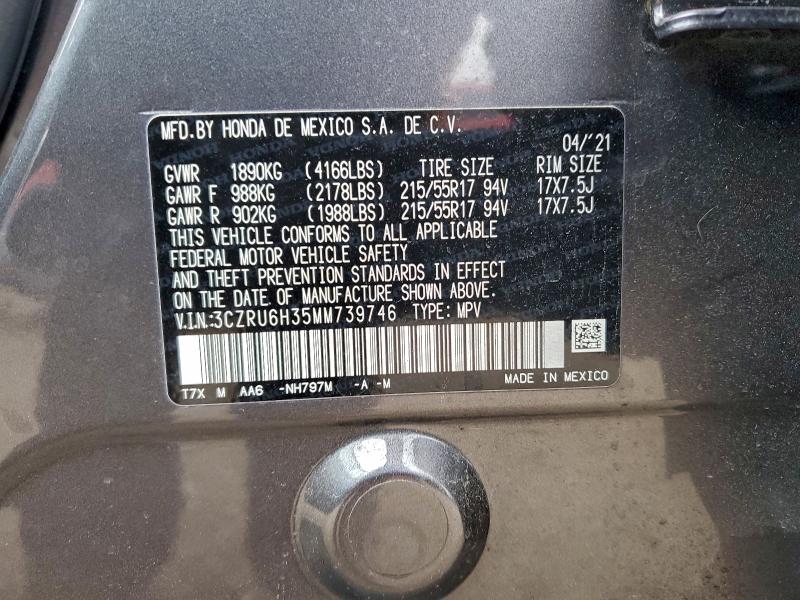 MFD.BY HONDA DE MEXICO S.A. DE C.V.
04/'21
GVWR 1890KG (4166LBS) TIRE SIZE RIM SIZE
GAWR F 988KG (2178LBS) 215/55R17 94V 17X7.5J
GAWR R 902KG (1988LBS) 215/55R17 94V 17X7.5J
THIS VEHICLE CONFORMS TO ALL APPLICABLE
FEDERAL MOTOR VEHICLE SAFETY
AND THEFT PREVENTION STANDARDS IN EFFECT
ON THE DATE OF MANUFACTURE SHOWN ABOVE.
V.I.N.:3CZRU6H35MM739746 TYPE: MPV
T7X M AA6 -NH797M -A -M
MADE IN MEXICO